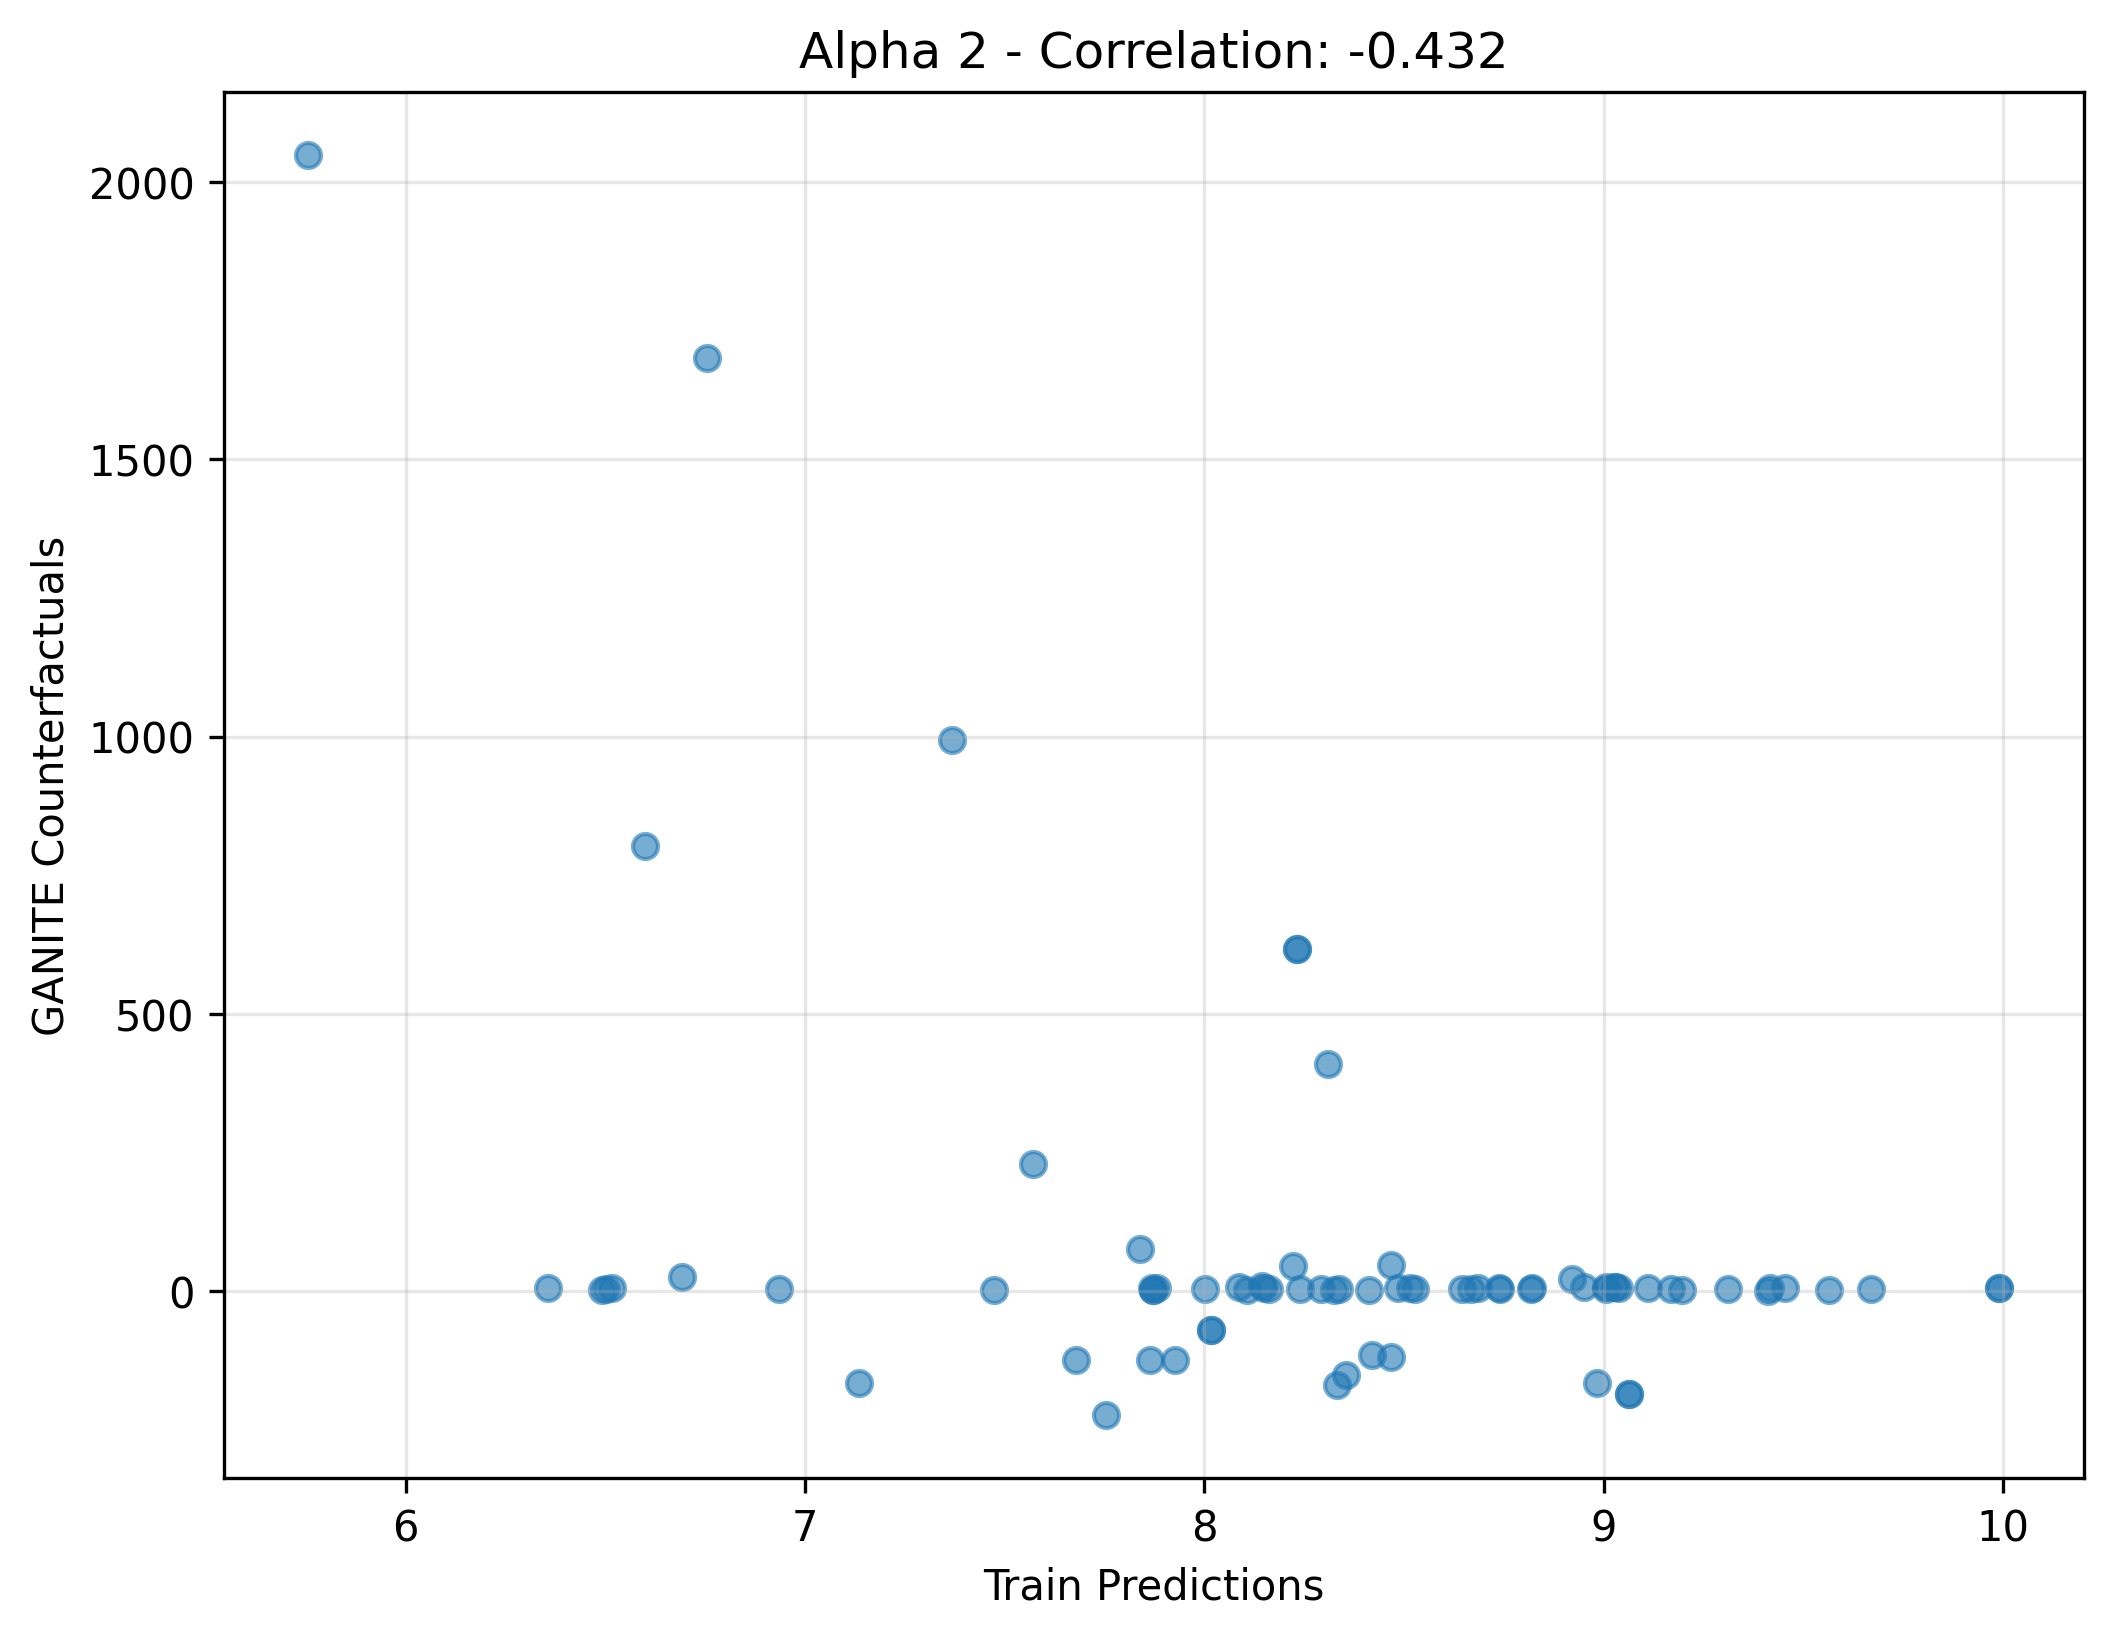 Alpha 2 - Correlation: -0.432
2000
1500
1000
500
0
GANITE Counterfactuals
6 7 8 9 10
Train Predictions